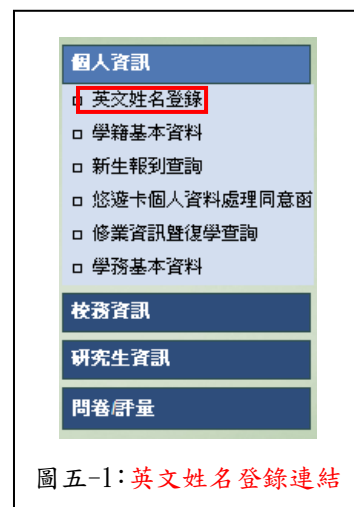 個人資訊
英文姓名登錄
學籍基本資料
新生報到查詢
悠遊卡個人資料處理同意函
修業資訊暨復學查詢
學務基本資料
校務資訊
研究生資訊
問卷/評量
圖五-1:英文姓名登錄連結